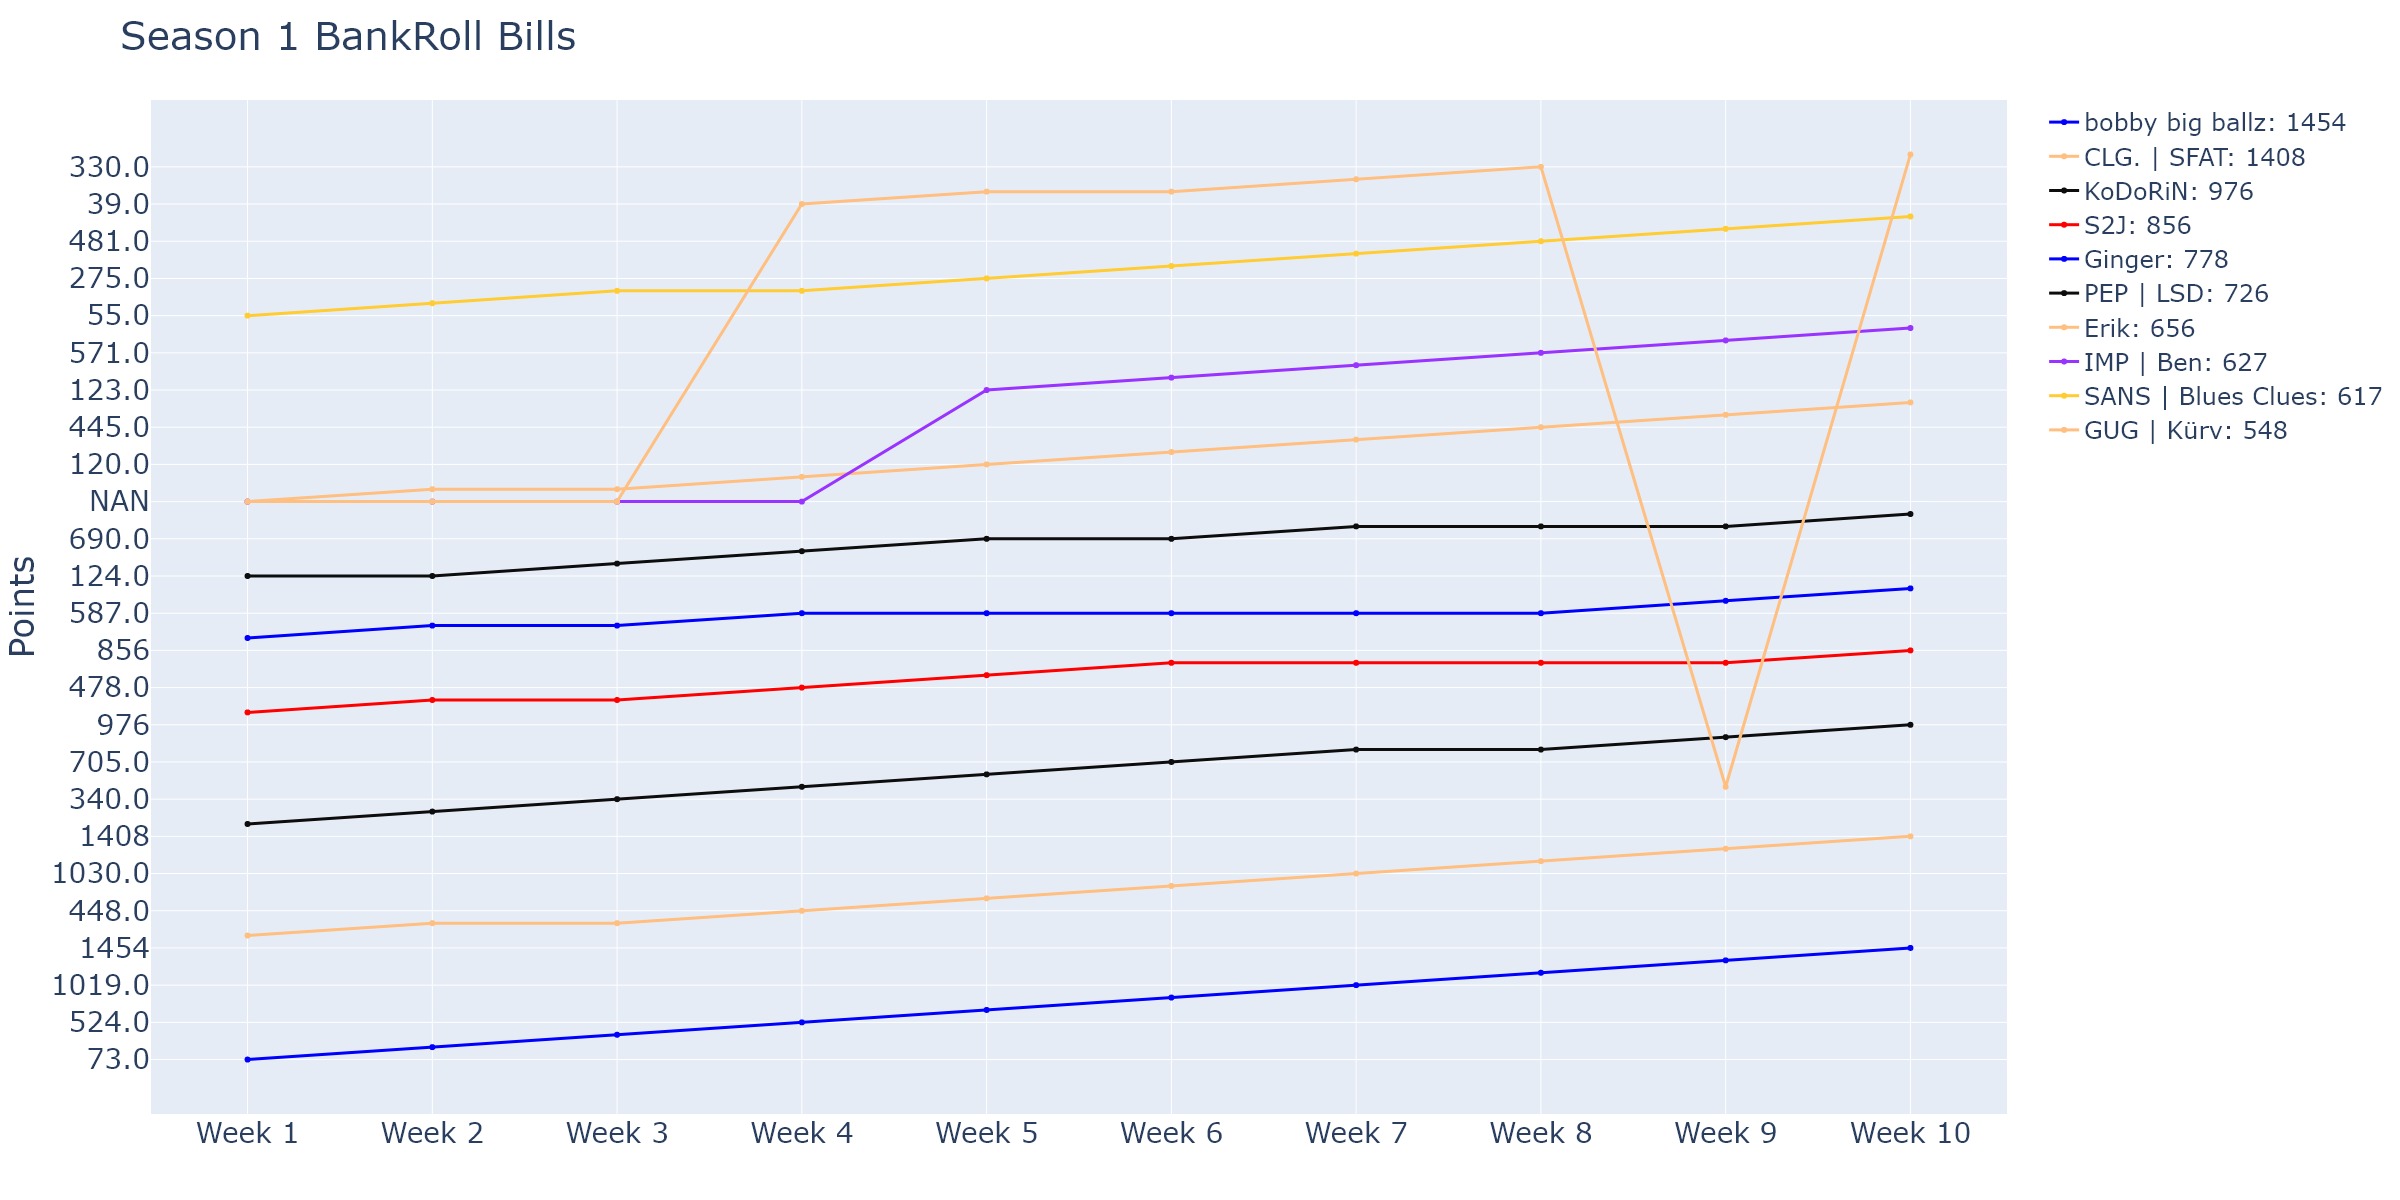 Season 1 BankRoll Bills
Points
330.0
39.0
481.0
275.0
55.0
571.0
123.0
445.0
120.0
NAN
690.0
124.0
587.0
856
478.0
976
705.0
340.0
1408
1030.0
448.0
1454
1019.0
524.0
73.0
Week 1 Week 2 Week 3 Week 4 Week 5 Week 6 Week 7 Week 8 Week 9 Week 10
bobby big ballz: 1454
CLG. | SFAT: 1408
KoDoRiN: 976
S2J: 856
Ginger: 778
PEP | LSD: 726
Erik: 656
IMP | Ben: 627
SANS | Blues Clues: 617
GUG | Kürv: 548